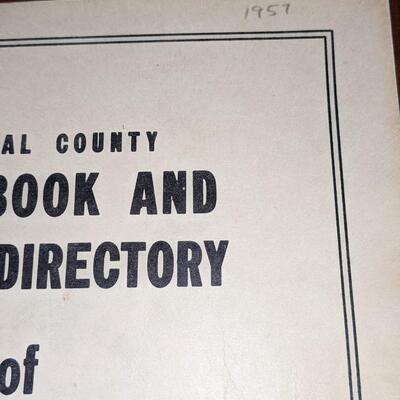 1957
AL COUNTY
BOOK AND
DIRECTORY
of